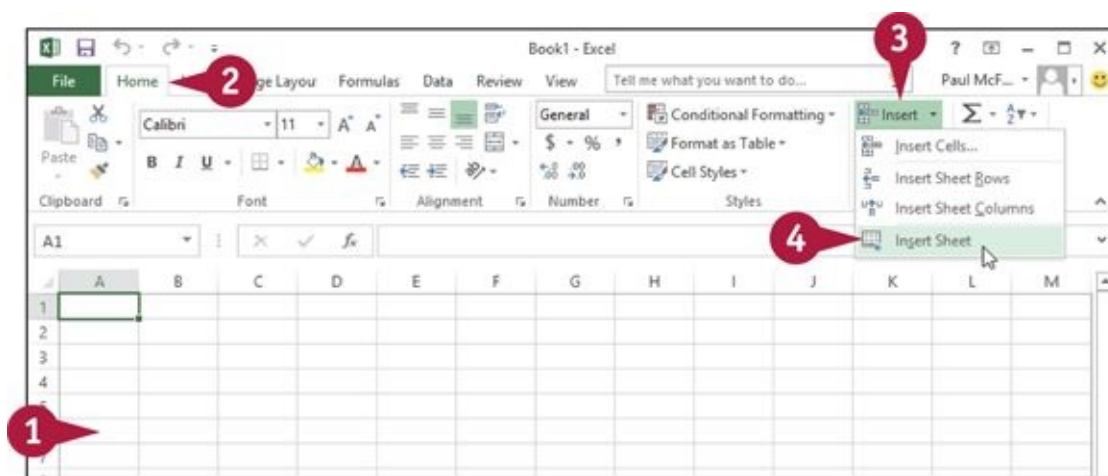 Book1 - Excel
3
File Home 2 ge Layou Formulas Data Review View Tell me what you want to do... Paul McF...
Calibri 11 General Conditional Formatting Insert
Paste B I U $ % Format as Table Insert Cells...
Cell Styles Insert Sheet Rows
Clipboard Font Alignment Number Styles Insert Sheet Columns
A1 fx 4 Insert Sheet
A B C D E F G H I J K L M
1
2
3
4
1